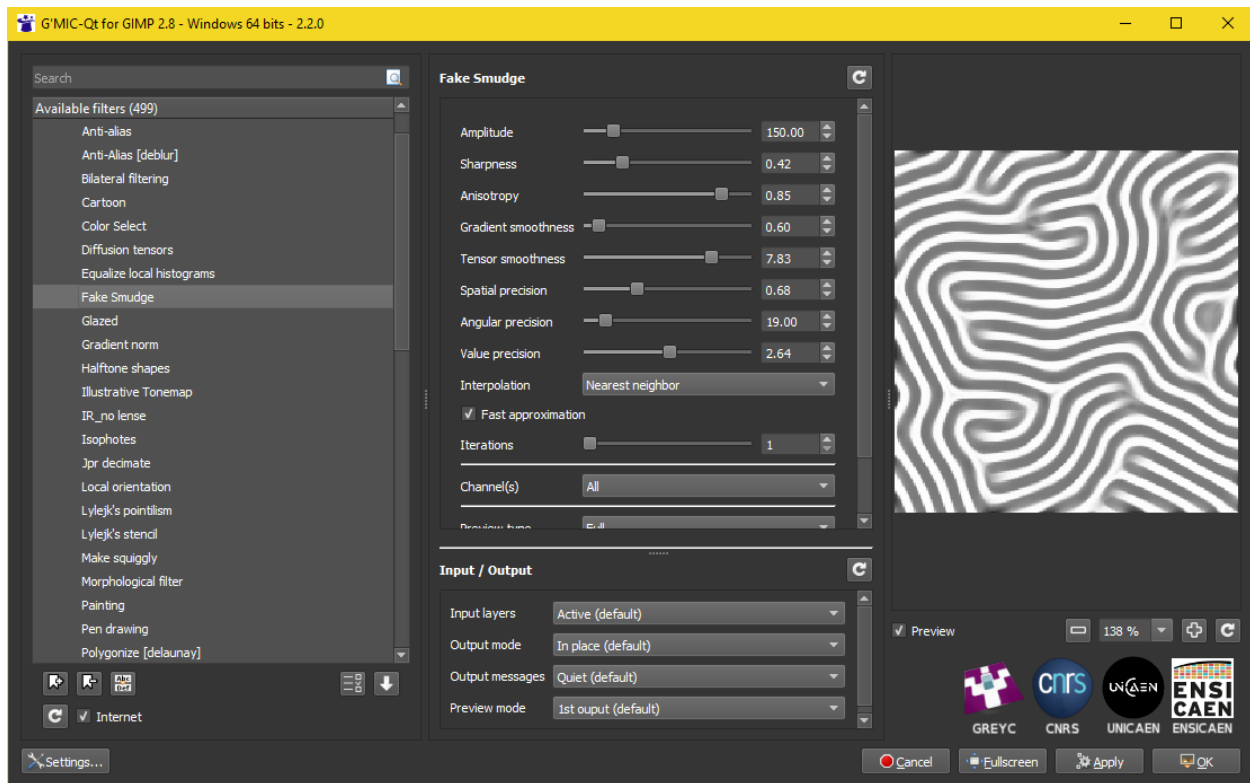 G'MIC-Qt for GIMP 2.8 - Windows 64 bits - 2.2.0
Search
Available filters (499)
Anti-alias
Anti-Alias [deblur]
Bilateral filtering
Cartoon
Color Select
Diffusion tensors
Equalize local histograms
Fake Smudge
Glazed
Gradient norm
Halftone shapes
Illustrative Tonemap
IR_no lense
Isophotes
Jpr decimate
Local orientation
Lylejk's pointilism
Lylejk's stencil
Make squiggly
Morphological filter
Painting
Pen drawing
Polygonize [delaunay]
Abc
Def
Internet
Settings...
Fake Smudge
Amplitude 150.00
Sharpness 0.42
Anisotropy 0.85
Gradient smoothness 0.60
Tensor smoothness 7.83
Spatial precision 0.68
Angular precision 19.00
Value precision 2.64
Interpolation Nearest neighbor
Fast approximation
Iterations 1
Channel(s) All
Preview type Full
Input / Output
Input layers Active (default)
Output mode In place (default)
Output messages Quiet (default)
Preview mode 1st ouput (default)
Preview 138 %
cnrs UNICAEN ENSI
CAEN
GREYC CNRS UNICAEN ENSICAEN
Cancel Fullscreen Apply OK